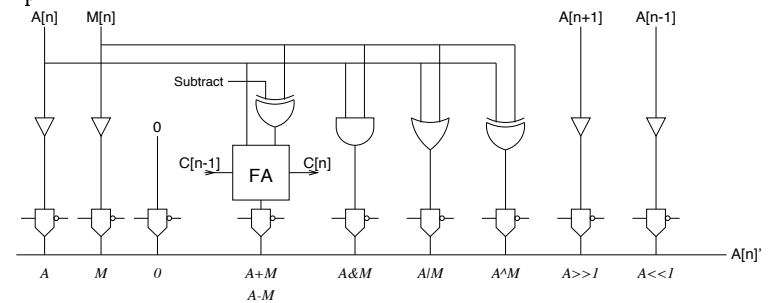 A[n] M[n] A[n+1] A[n-1]
Subtract
0
C[n-1] FA C[n]
A[n]'
A M 0 A+M A&M A|M A^M A>>1 A<<1
A-M